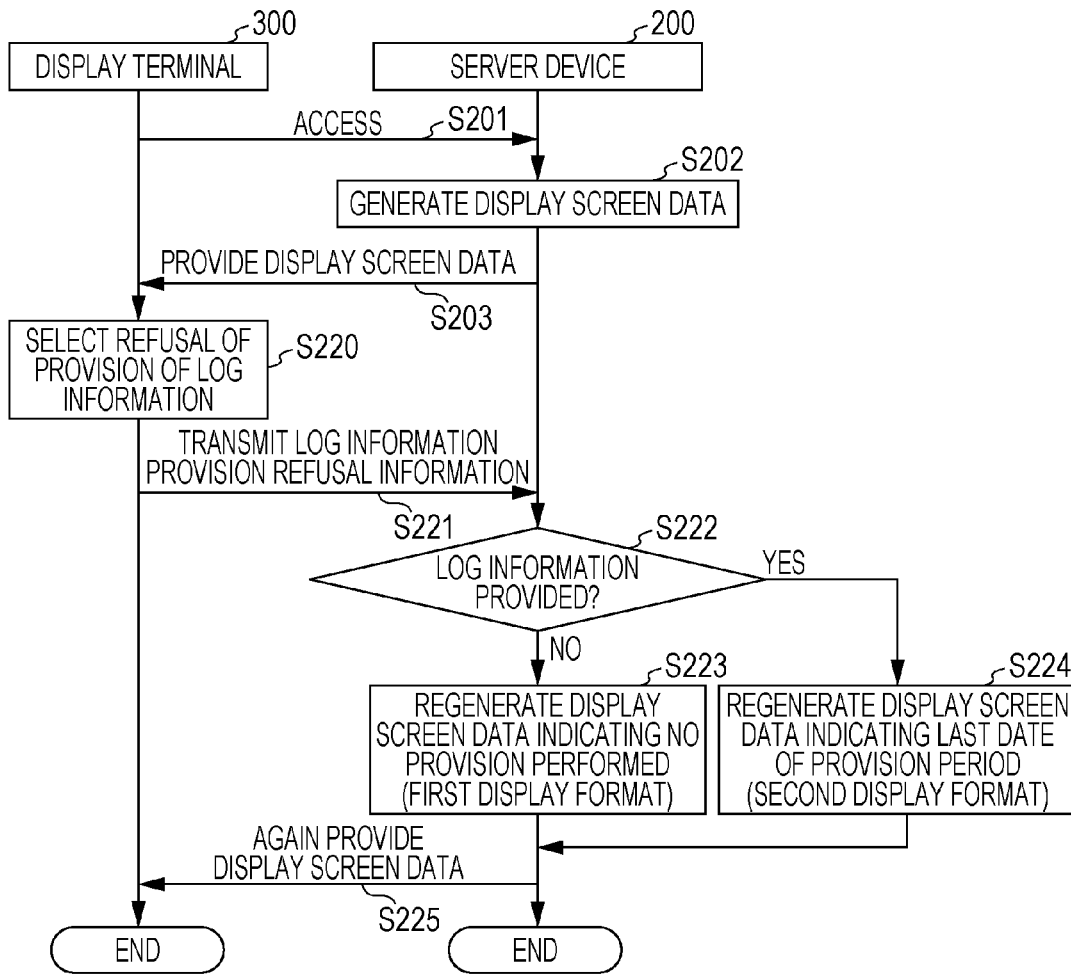 300
200
DISPLAY TERMINAL
SERVER DEVICE
ACCESS
S201
S202
GENERATE DISPLAY SCREEN DATA
PROVIDE DISPLAY SCREEN DATA
S203
SELECT REFUSAL OF
PROVISION OF LOG
INFORMATION
S220
TRANSMIT LOG INFORMATION
PROVISION REFUSAL INFORMATION
S221
S222
LOG INFORMATION
PROVIDED?
YES
NO
S223
REGENERATE DISPLAY
SCREEN DATA INDICATING NO
PROVISION PERFORMED
(FIRST DISPLAY FORMAT)
S224
REGENERATE DISPLAY SCREEN
DATA INDICATING LAST DATE
OF PROVISION PERIOD
(SECOND DISPLAY FORMAT)
AGAIN PROVIDE
DISPLAY SCREEN DATA
S225
END
END